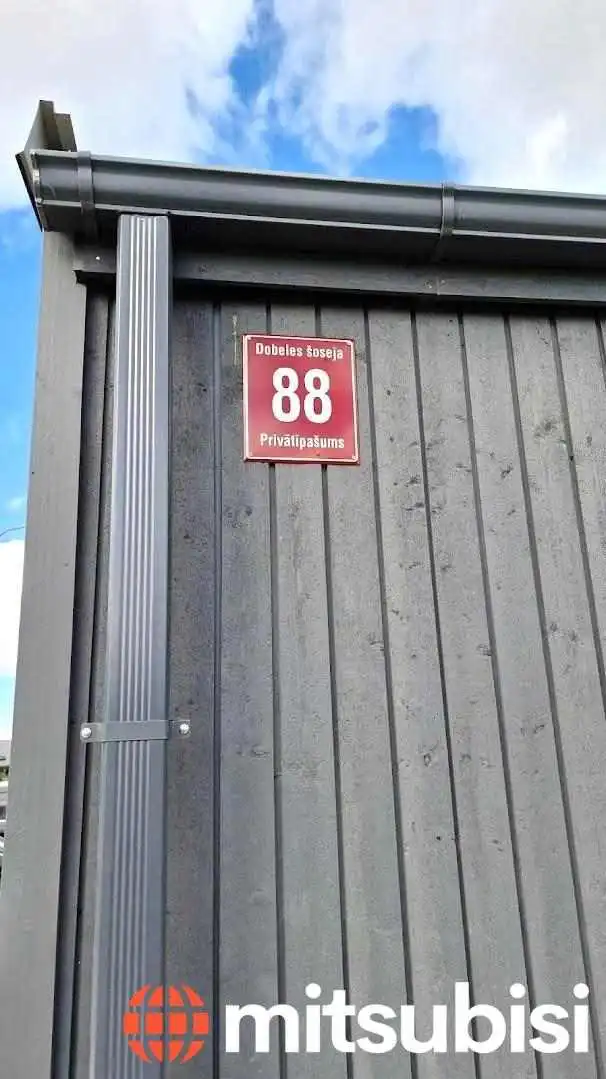 Dobeles šoseja
88
Privātīpašums
mitsubisi